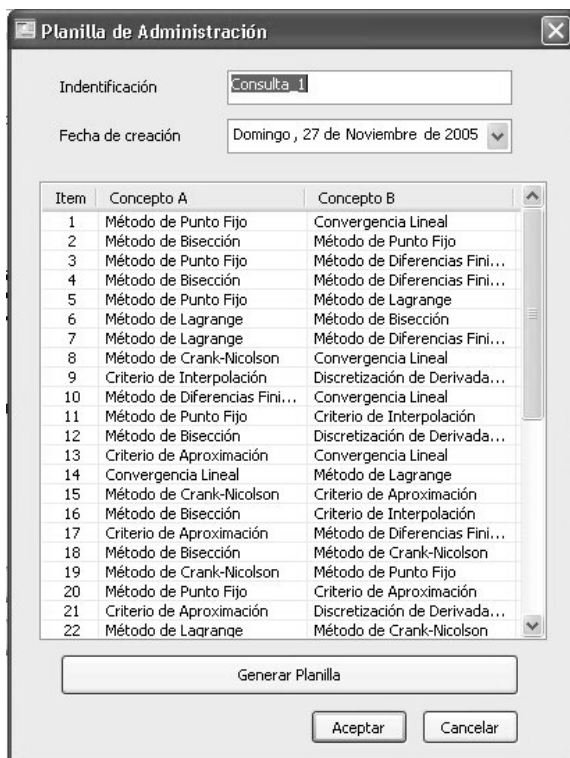 Planilla de Administración
Indentificación Consulta_1
Fecha de creación Domingo , 27 de Noviembre de 2005
Item Concepto A Concepto B
1 Método de Punto Fijo Convergencia Lineal
2 Método de Bisección Método de Punto Fijo
3 Método de Punto Fijo Método de Diferencias Fini...
4 Método de Bisección Método de Diferencias Fini...
5 Método de Punto Fijo Método de Lagrange
6 Método de Lagrange Método de Bisección
7 Método de Lagrange Método de Diferencias Fini...
8 Método de Crank-Nicolson Convergencia Lineal
9 Criterio de Interpolación Discretización de Derivada...
10 Método de Diferencias Fini... Convergencia Lineal
11 Método de Punto Fijo Criterio de Interpolación
12 Método de Bisección Discretización de Derivada...
13 Criterio de Aproximación Convergencia Lineal
14 Convergencia Lineal Método de Lagrange
15 Método de Crank-Nicolson Criterio de Aproximación
16 Método de Bisección Criterio de Interpolación
17 Criterio de Aproximación Método de Diferencias Fini...
18 Método de Bisección Método de Crank-Nicolson
19 Método de Crank-Nicolson Método de Punto Fijo
20 Método de Punto Fijo Criterio de Aproximación
21 Criterio de Aproximación Discretización de Derivada...
22 Método de Lagrange Método de Crank-Nicolson
Generar Planilla
Aceptar Cancelar